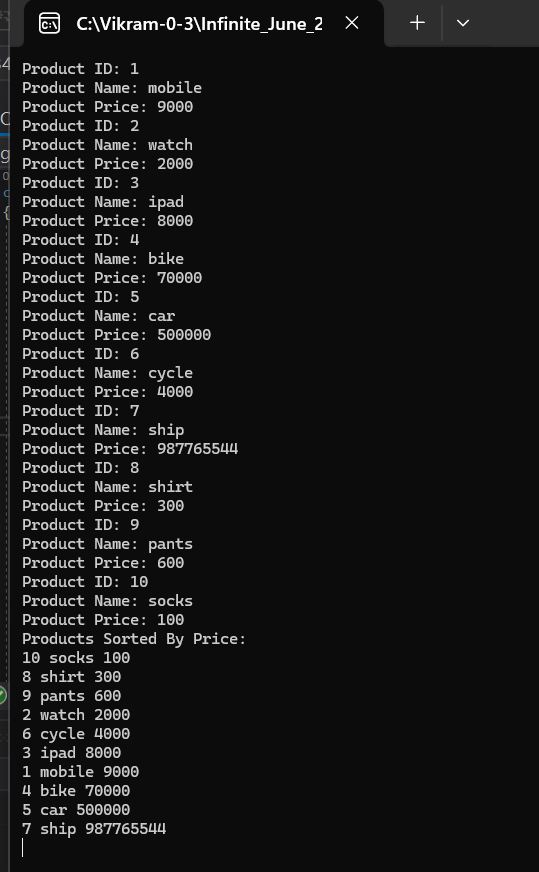 C:\Vikram-0-3\Infinite_June_2
Product ID: 1
Product Name: mobile
Product Price: 9000
Product ID: 2
Product Name: watch
Product Price: 2000
Product ID: 3
Product Name: ipad
Product Price: 8000
Product ID: 4
Product Name: bike
Product Price: 70000
Product ID: 5
Product Name: car
Product Price: 500000
Product ID: 6
Product Name: cycle
Product Price: 4000
Product ID: 7
Product Name: ship
Product Price: 987765544
Product ID: 8
Product Name: shirt
Product Price: 300
Product ID: 9
Product Name: pants
Product Price: 600
Product ID: 10
Product Name: socks
Product Price: 100
Products Sorted By Price:
10 socks 100
8 shirt 300
9 pants 600
2 watch 2000
6 cycle 4000
3 ipad 8000
1 mobile 9000
4 bike 70000
5 car 500000
7 ship 987765544